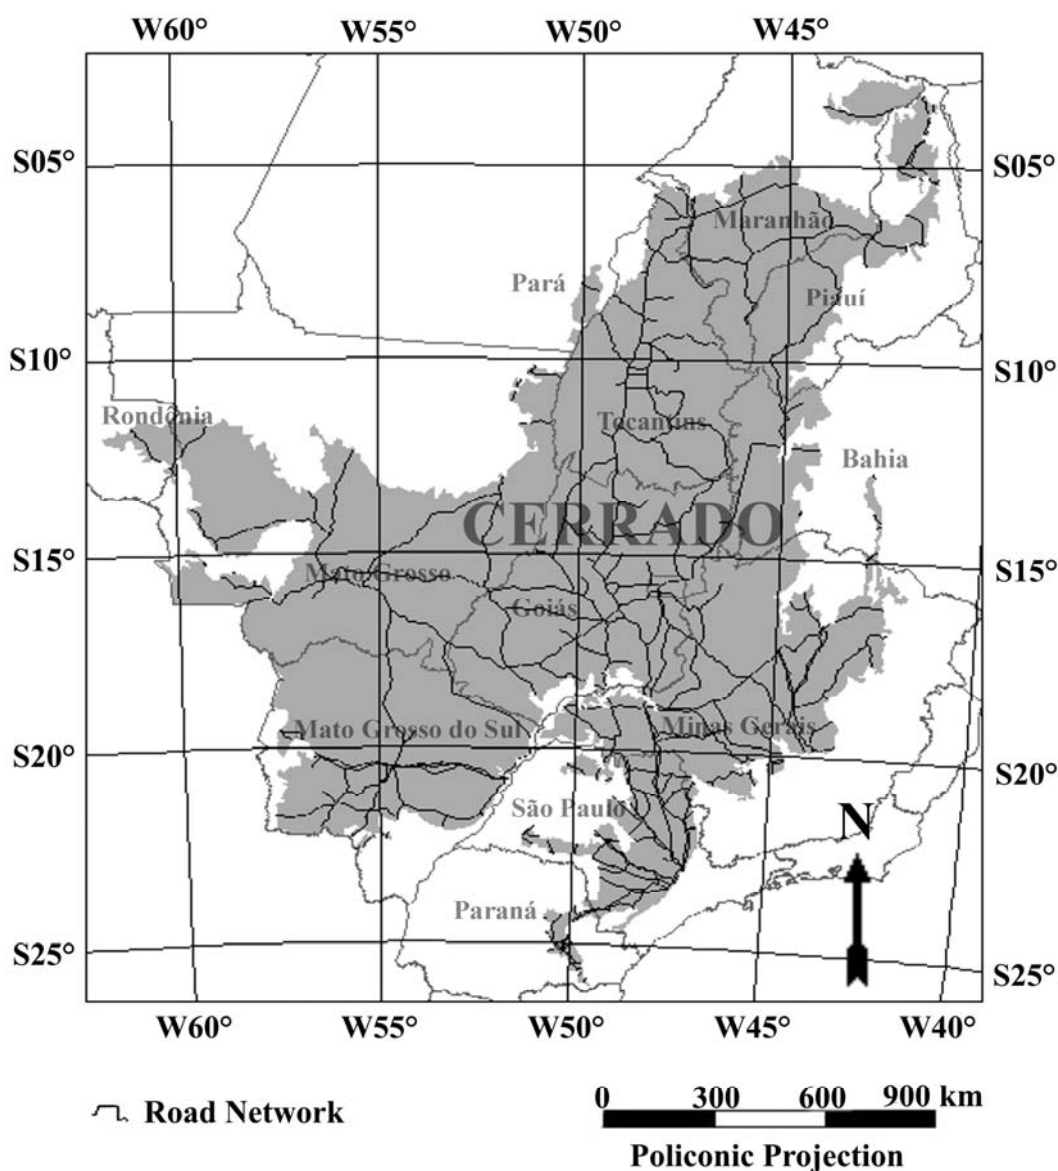 W60° W55° W50° W45°
S05° S05°
Maranhão
Pará
Piauí
S10° S10°
Rondônia
Tocantins
Bahia
CERRADO
S15° S15°
Mato Grosso
Goiás
Mato Grosso do Sul
Minas Gerais
S20° S20°
São Paulo
N
Paraná
S25° S25°
W60° W55° W50° W45° W40°
Road Network
0 300 600 900 km
Policonic Projection